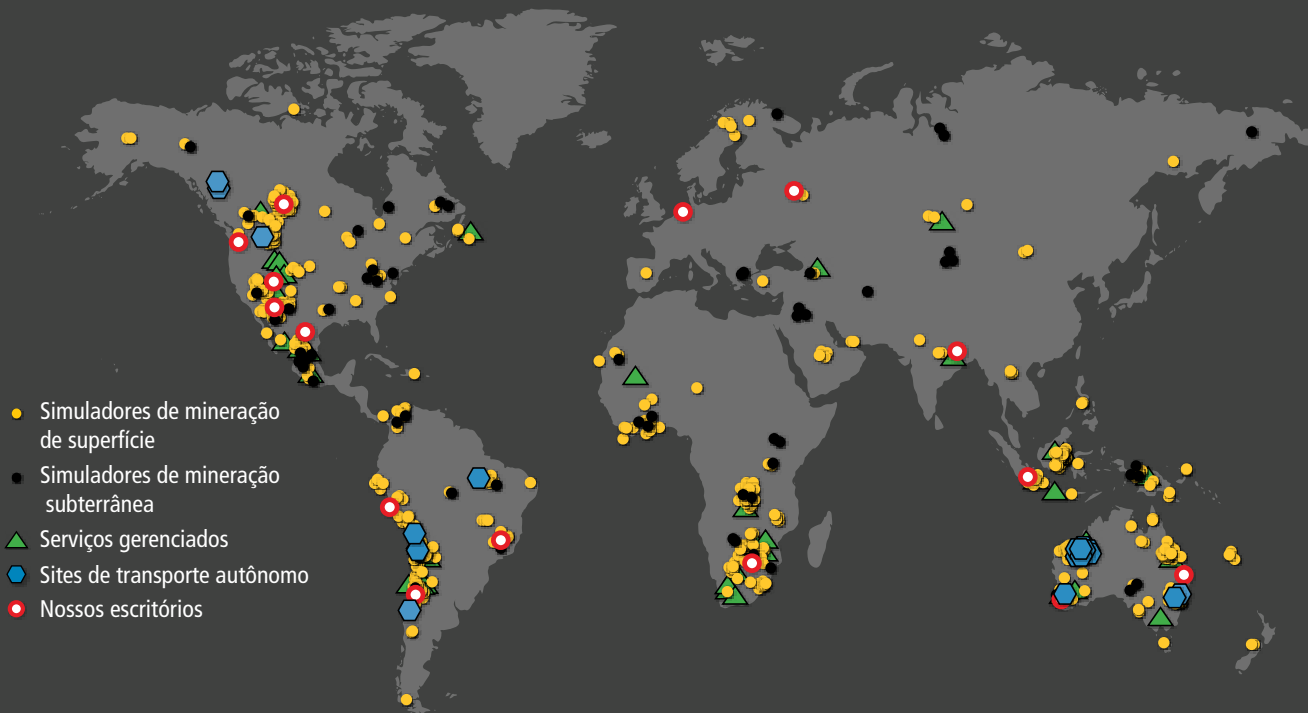 Simuladores de mineração
de superfície
Simuladores de mineração
subterrânea
Serviços gerenciados
Sites de transporte autônomo
Nossos escritórios